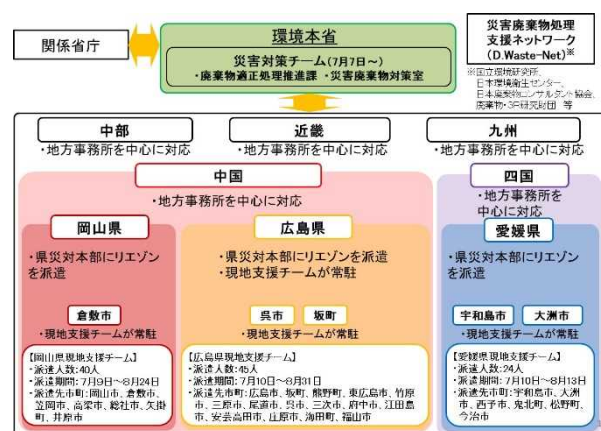 関係省庁
環境本省
災害対策チーム(7月7日～)
・廃棄物適正処理推進課 ・災害廃棄物対策室
災害廃棄物処理
支援ネットワーク
(D.Waste-Net)※
※国立環境研究所、
日本環境衛生センター、
日本廃棄物コンサルタント協会、
廃棄物・3R研究財団 等
中部
・地方事務所を中心に対応
近畿
・地方事務所を中心に対応
九州
・地方事務所を中心に対応
中国
・地方事務所を中心に対応
四国
・地方事務所を
中心に対応
岡山県
・県災対本部にリエゾン
を派遣
倉敷市
・現地支援チームが常駐
【岡山県現地支援チーム】
・派遣人数:40人
・派遣期間:7月9日～8月24日
・派遣先市町:岡山市、倉敷市、
笠岡市、高梁市、総社市、矢掛
町、井原市
広島県
・県災対本部にリエゾンを派遣
・現地支援チームが常駐
呉市
坂町
・現地支援チームが常駐
【広島県現地支援チーム】
・派遣人数:45人
・派遣期間:7月10日～8月31日
・派遣先市町:広島市、坂町、熊野町、東広島市、竹原
市、三原市、尾道市、呉市、三次市、府中市、江田島
市、安芸高田市、庄原市、海田町、福山市
愛媛県
・県災対本部にリエゾン
を派遣
宇和島市
大洲市
・現地支援チームが常駐
【愛媛県現地支援チーム】
・派遣人数:24人
・派遣期間:7月10日～8月13日
・派遣先市町:宇和島市、大洲
市、西予市、鬼北町、松野町、
今治市